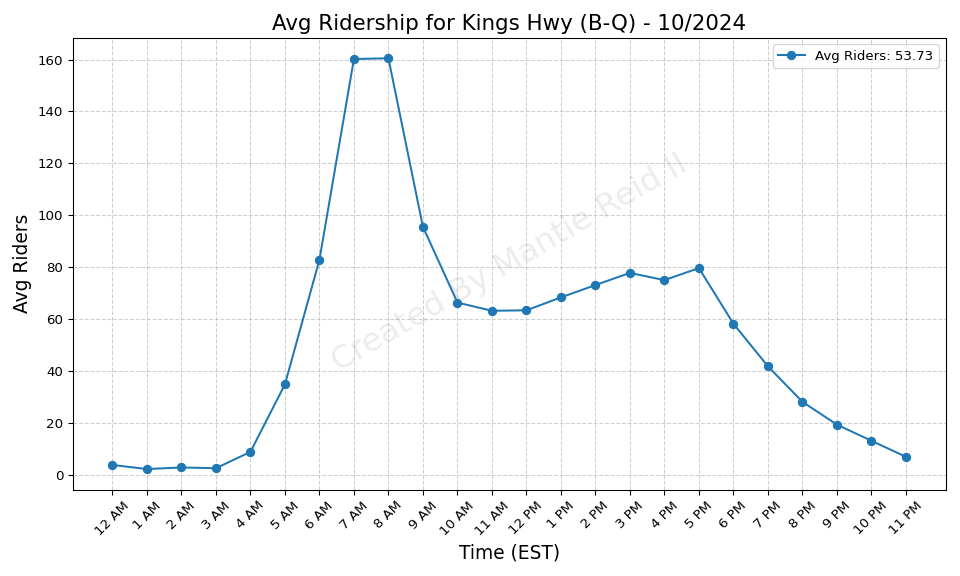 Avg Ridership for Kings Hwy (B-Q) - 10/2024
Avg Riders: 53.73
Avg Riders
160
140
120
100
80
60
40
20
0
Created By Mantie Reid II
12 AM
1 AM
2 AM
3 AM
4 AM
5 AM
6 AM
7 AM
8 AM
9 AM
10 AM
11 AM
12 PM
1 PM
2 PM
3 PM
4 PM
5 PM
6 PM
7 PM
8 PM
9 PM
10 PM
11 PM
Time (EST)